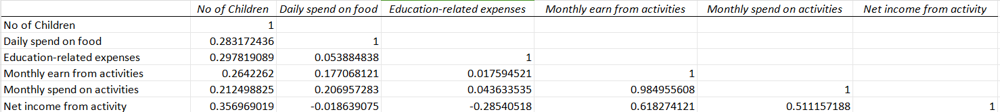 No of Children Daily spend on food Education-related expenses Monthly earn from activities Monthly spend on activities Net income from activity
No of Children 1
Daily spend on food 0.283172436 1
Education-related expenses 0.297819089 0.053884838 1
Monthly earn from activities 0.2642262 0.177068121 0.017594521 1
Monthly spend on activities 0.212498825 0.206957283 0.043633535 0.984955608 1
Net income from activity 0.356969019 -0.018639075 -0.28540518 0.618274121 0.511157188 1